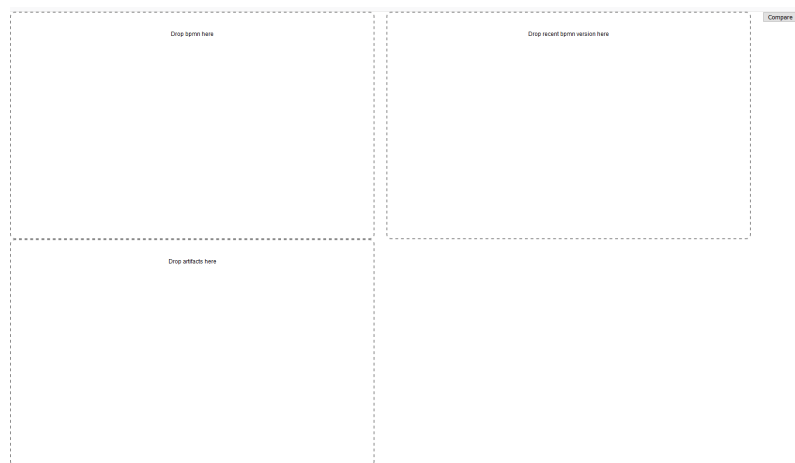 Drop bpmn here
Drop recent bpmn version here
Compare
Drop artifacts here